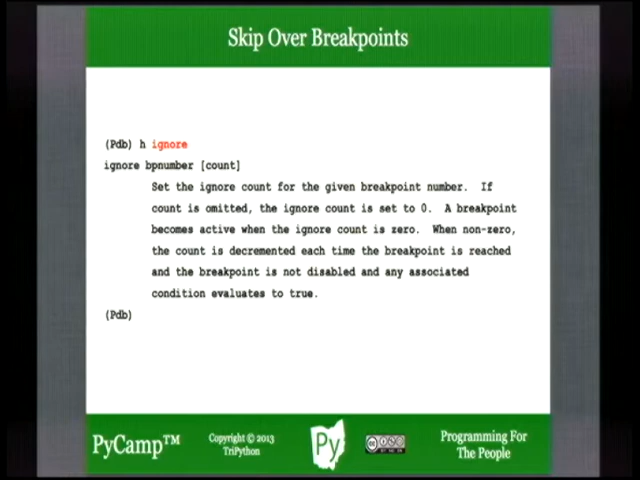 Skip Over Breakpoints
(Pdb) h ignore
ignore bpnumber [count]
Set the ignore count for the given breakpoint number. If
count is omitted, the ignore count is set to 0. A breakpoint
becomes active when the ignore count is zero. When non-zero,
the count is decremented each time the breakpoint is reached
and the breakpoint is not disabled and any associated
condition evaluates to true.
(Pdb)
PyCamp™
Copyright © 2013
TriPython
Py
Programming For
The People